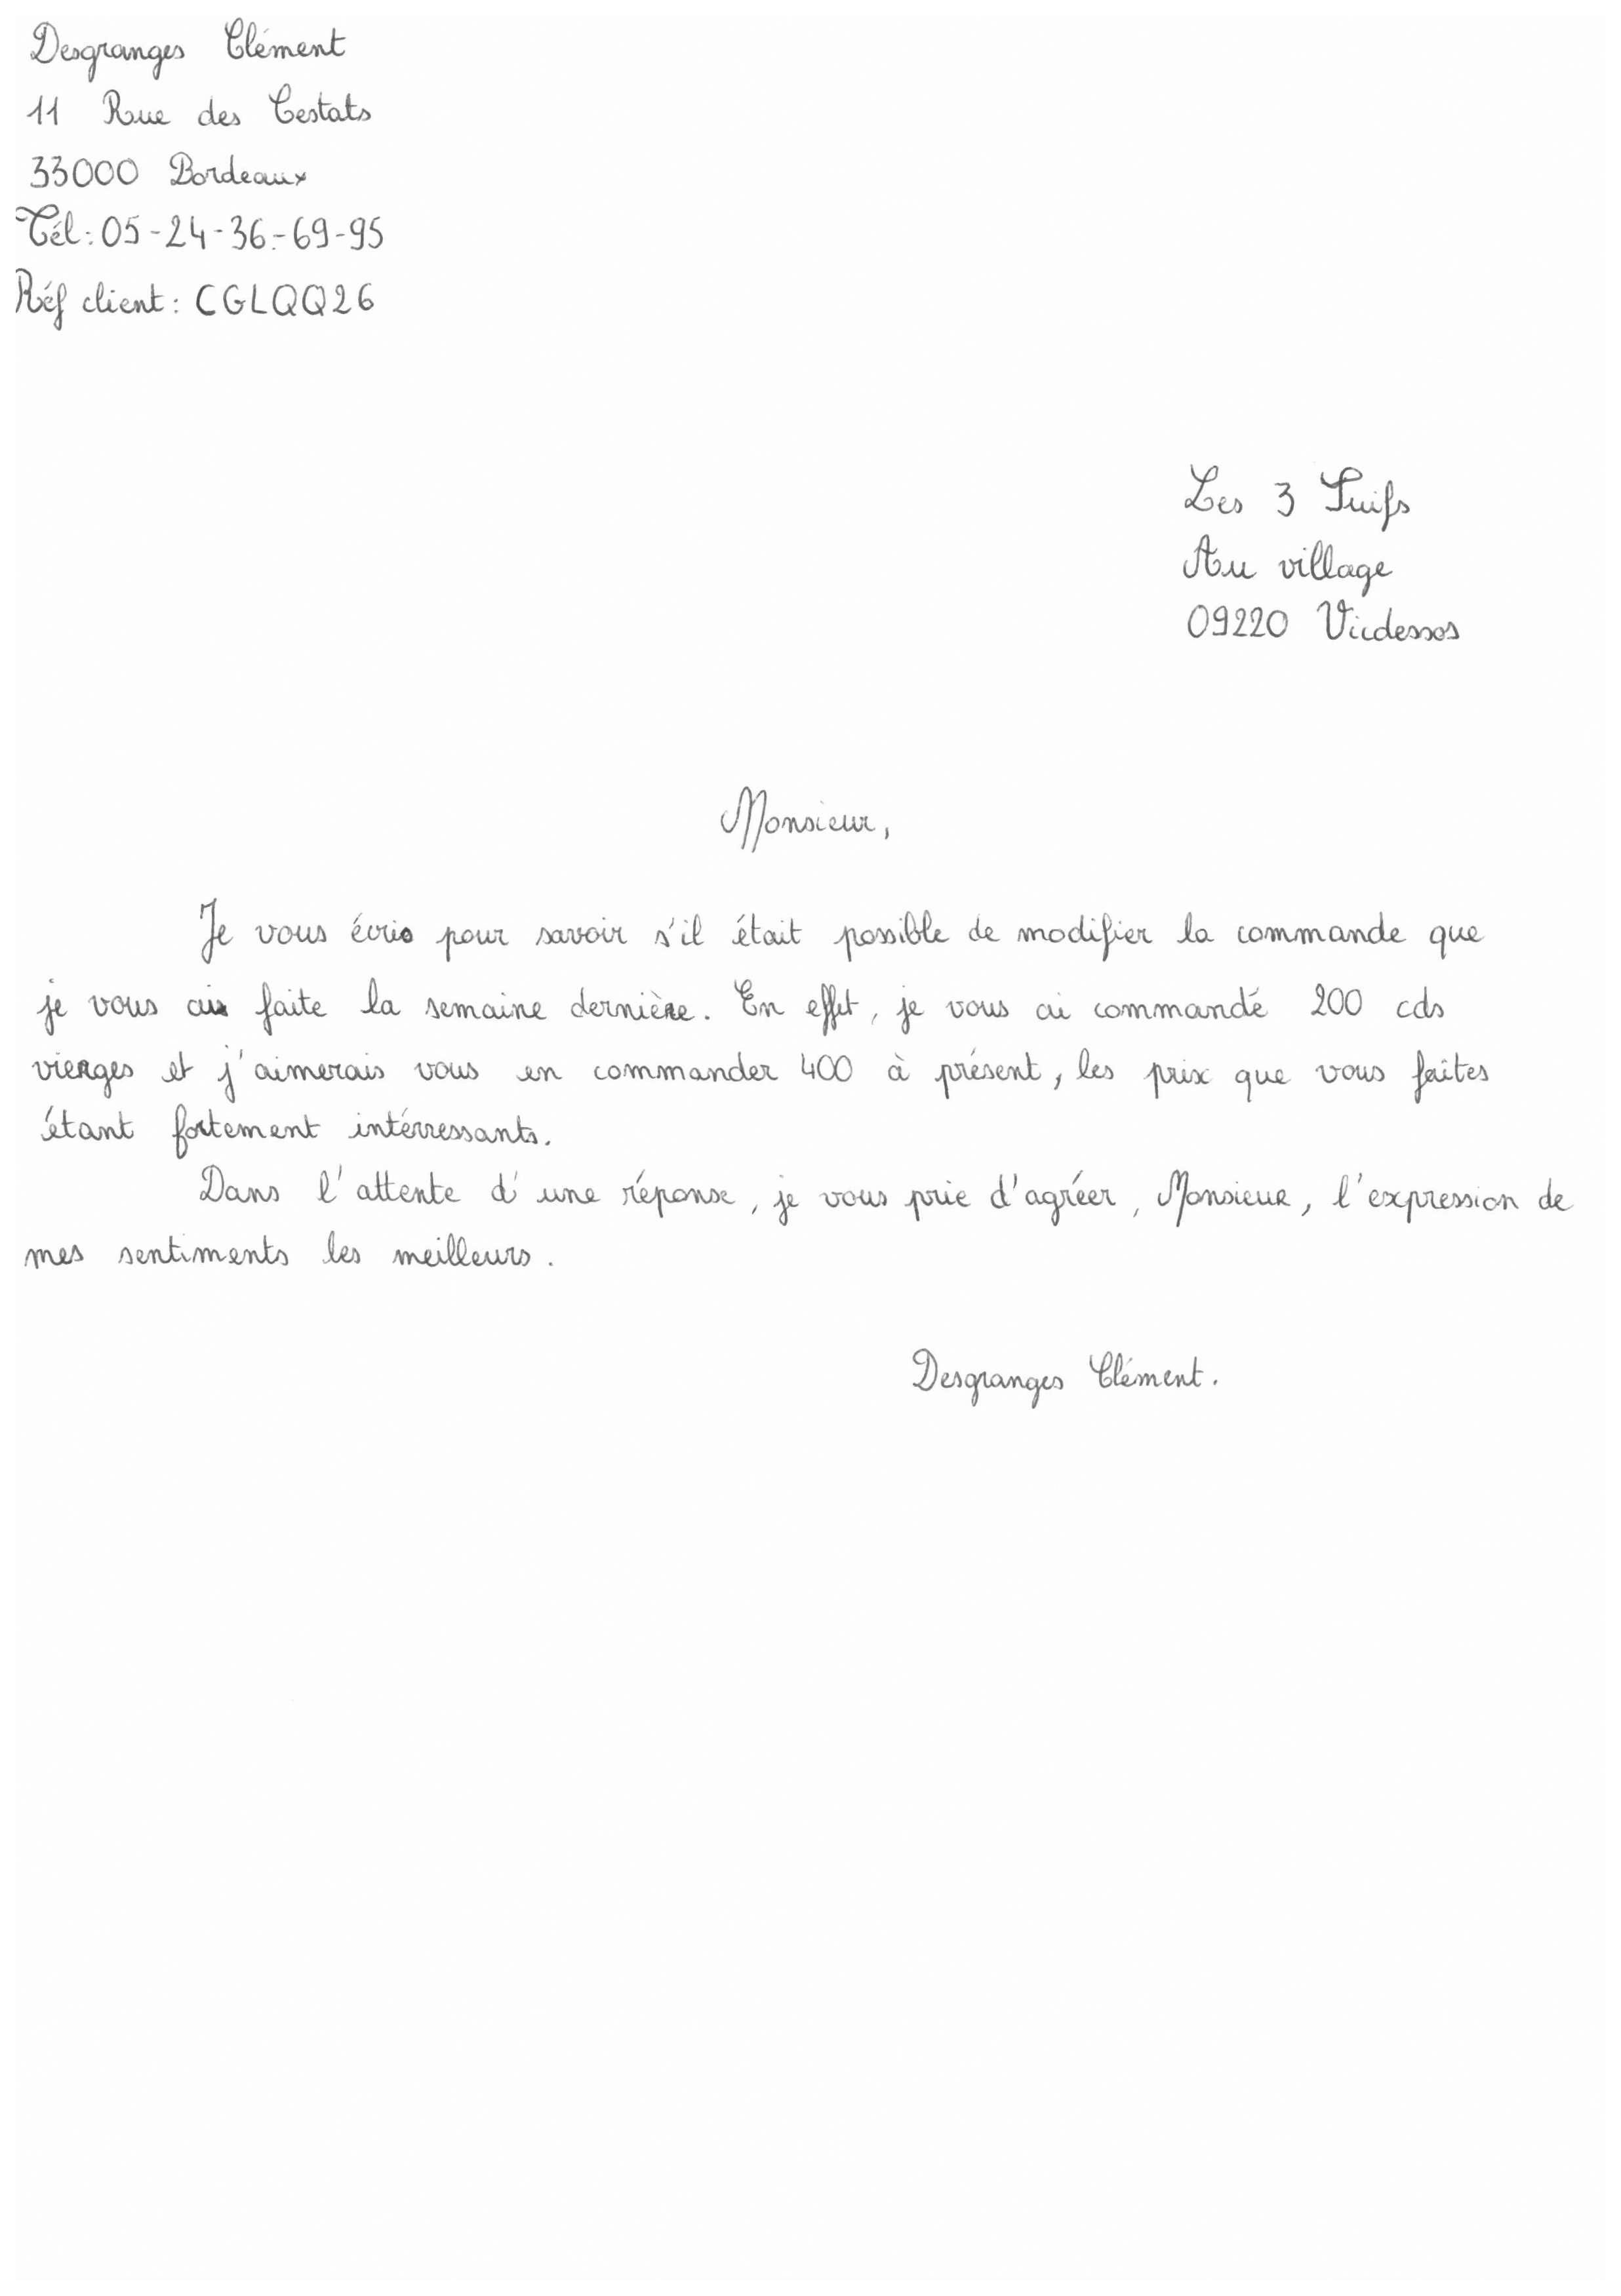 Desgranges Clément
11 Rue des Cestats
33000 Bordeaux
Tél: 05-24-36-69-95
Réf client: CGLQQ26
Les 3 Suifs
Au village
09220 Vicdessos
Monsieur,
Je vous écris pour savoir s'il était possible de modifier la commande que
je vous ai faite la semaine dernière. En effet, je vous ai commandé 200 cds
vierges et j'aimerais vous en commander 400 à présent, les prix que vous faites
étant fortement intérressants.
Dans l'attente d'une réponse, je vous prie d'agréer, Monsieur, l'expression de
mes sentiments les meilleurs.
Desgranges Clément.